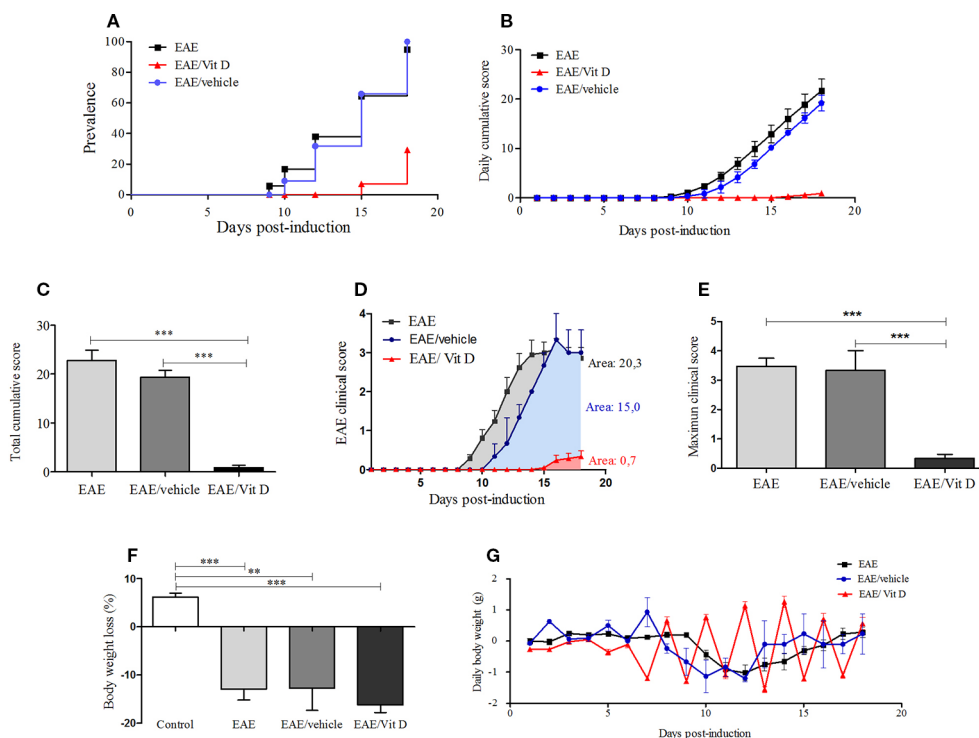 A
EAE
EAE/Vit D
EAE/vehicle
Prevalence
100
80
60
40
20
0
0 5 10 15 20
Days post-induction
B
EAE
EAE/Vit D
EAE/vehicle
Daily cumulative score
30
20
10
0
0 5 10 15 20
Days post-induction
C
Total cumulative score
30
20
10
0
***
***
EAE EAE/vehicle EAE/Vit D
D
EAE
EAE/vehicle
EAE/ Vit D
EAE clinical score
4
3
2
1
0
Area: 20,3
Area: 15,0
Area: 0,7
5 10 15 20
Days post-induction
E
Maximun clinical score
5
4
3
2
1
0
***
***
EAE EAE/vehicle EAE/Vit D
F
Body weight loss (%)
10
0
-10
-20
***
**
***
Control EAE EAE/vehicle EAE/Vit D
G
EAE
EAE/vehicle
EAE/ Vit D
Daily body weight (g)
2
1
0
-1
-2
0 5 10 15 20
Days post-induction